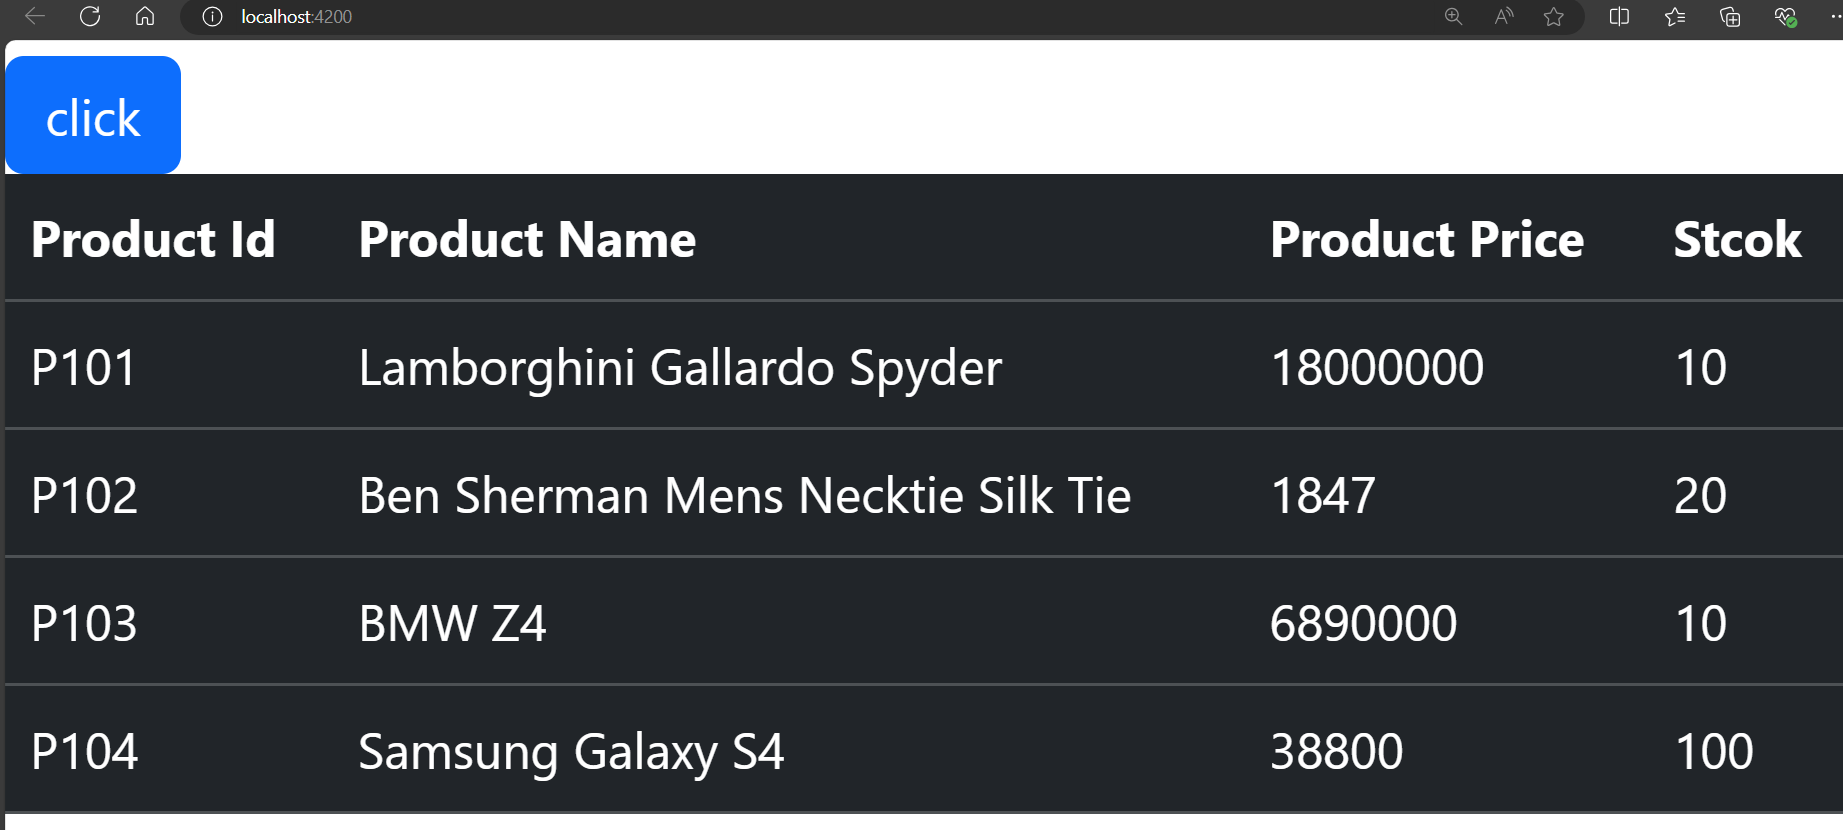 localhost:4200
click
Product Id Product Name Product Price Stcok
P101 Lamborghini Gallardo Spyder 18000000 10
P102 Ben Sherman Mens Necktie Silk Tie 1847 20
P103 BMW Z4 6890000 10
P104 Samsung Galaxy S4 38800 100